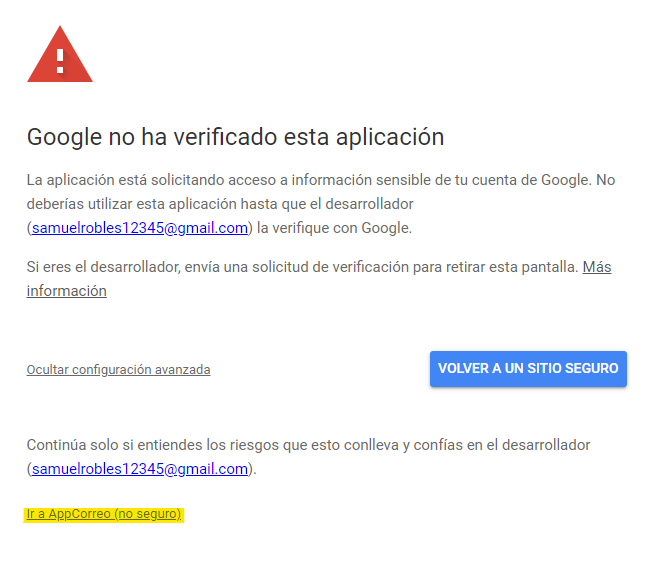 Google no ha verificado esta aplicación
La aplicación está solicitando acceso a información sensible de tu cuenta de Google. No
deberías utilizar esta aplicación hasta que el desarrollador
(samuelrobles12345@gmail.com) la verifique con Google.
Si eres el desarrollador, envía una solicitud de verificación para retirar esta pantalla. Más
información
Ocultar configuración avanzada
VOLVER A UN SITIO SEGURO
Continúa solo si entiendes los riesgos que esto conlleva y confías en el desarrollador
(samuelrobles12345@gmail.com).
Ir a AppCorreo (no seguro)